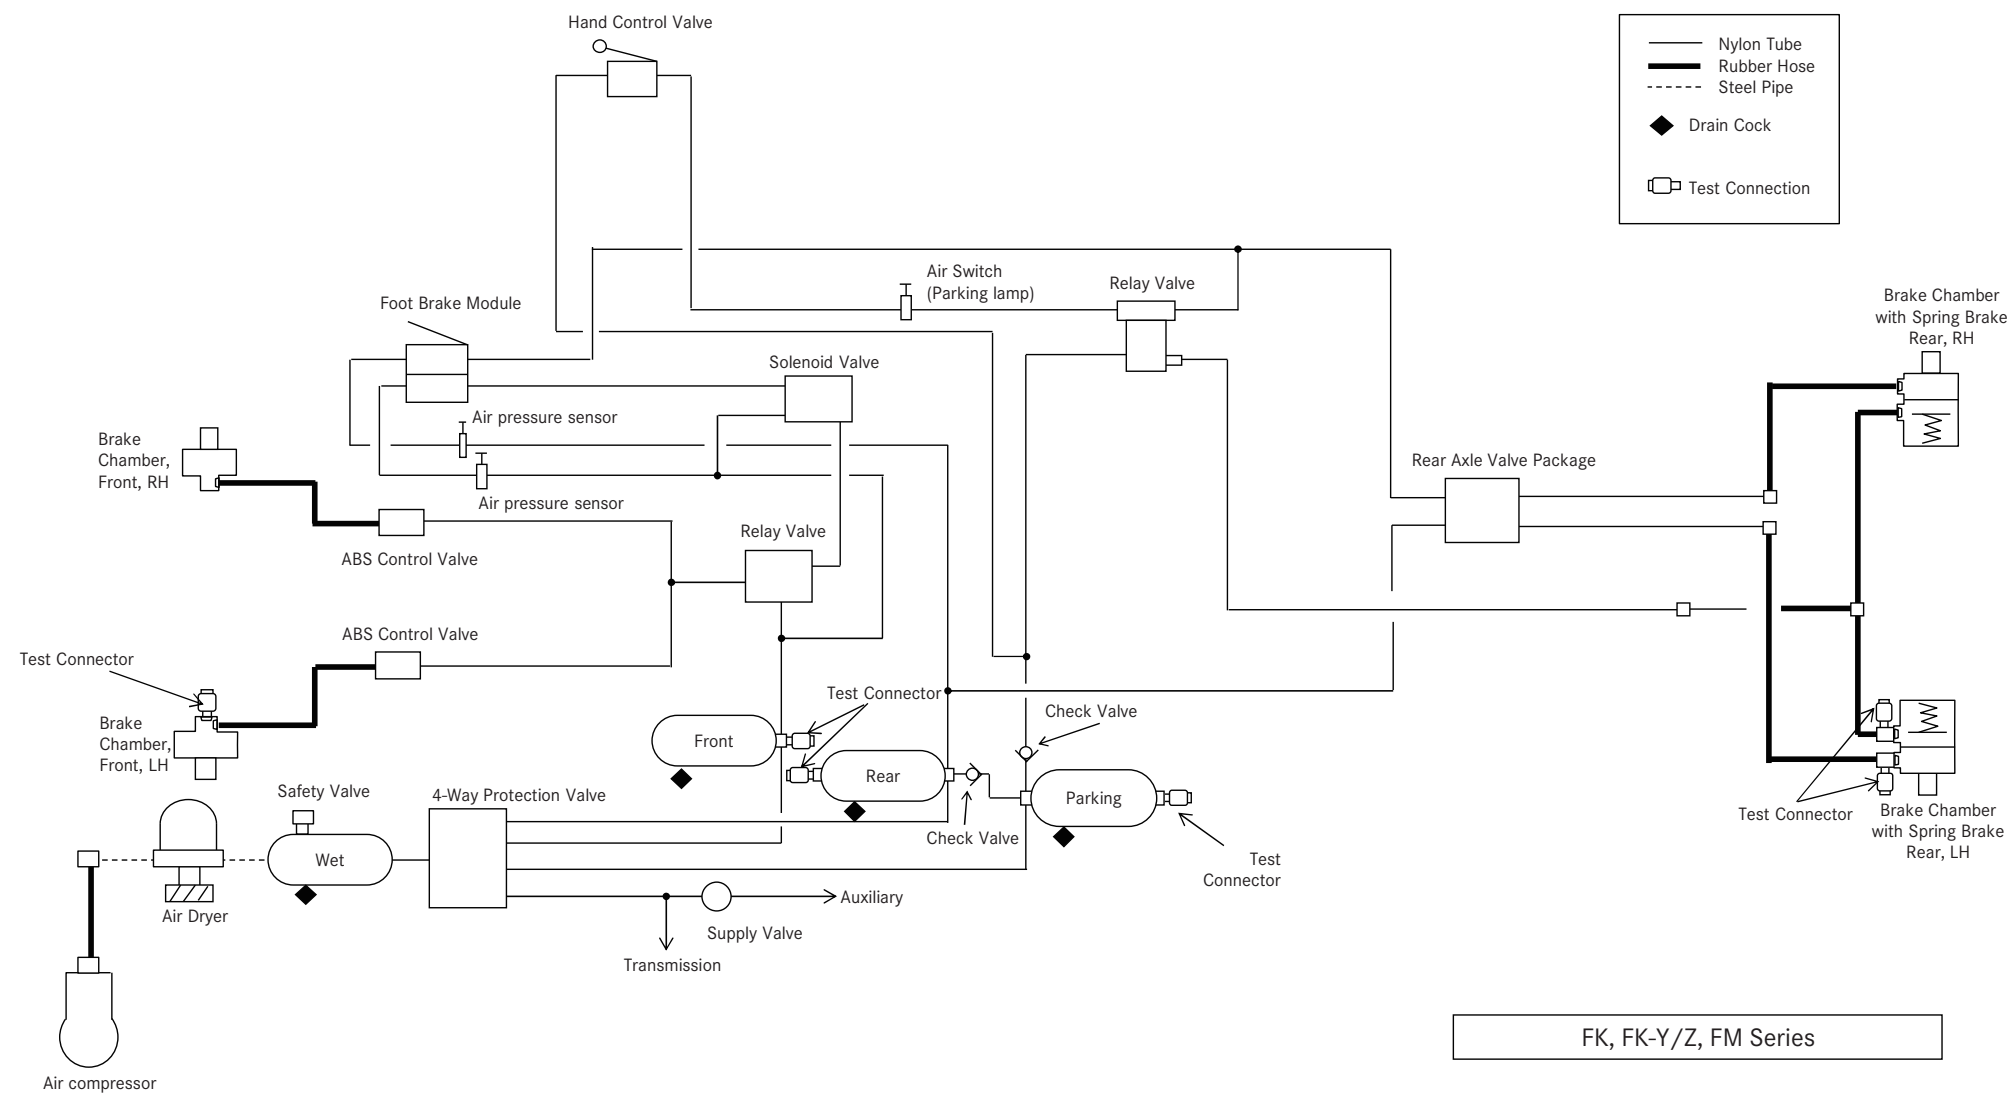 Hand Control Valve
Nylon Tube
Rubber Hose
Steel Pipe
Drain Cock
Test Connection
Air Switch
(Parking lamp)
Relay Valve
Foot Brake Module
Brake Chamber
with Spring Brake
Rear, RH
Solenoid Valve
Air pressure sensor
Brake
Chamber,
Front, RH
Rear Axle Valve Package
Air pressure sensor
Relay Valve
ABS Control Valve
ABS Control Valve
Test Connector
Test Connector
Brake
Chamber,
Front, LH
Check Valve
Front
Rear
Parking
Safety Valve
4-Way Protection Valve
Check Valve
Test Connector
Brake Chamber
with Spring Brake
Rear, LH
Wet
Test
Connector
Air Dryer
Auxiliary
Supply Valve
Transmission
FK, FK-Y/Z, FM Series
Air compressor